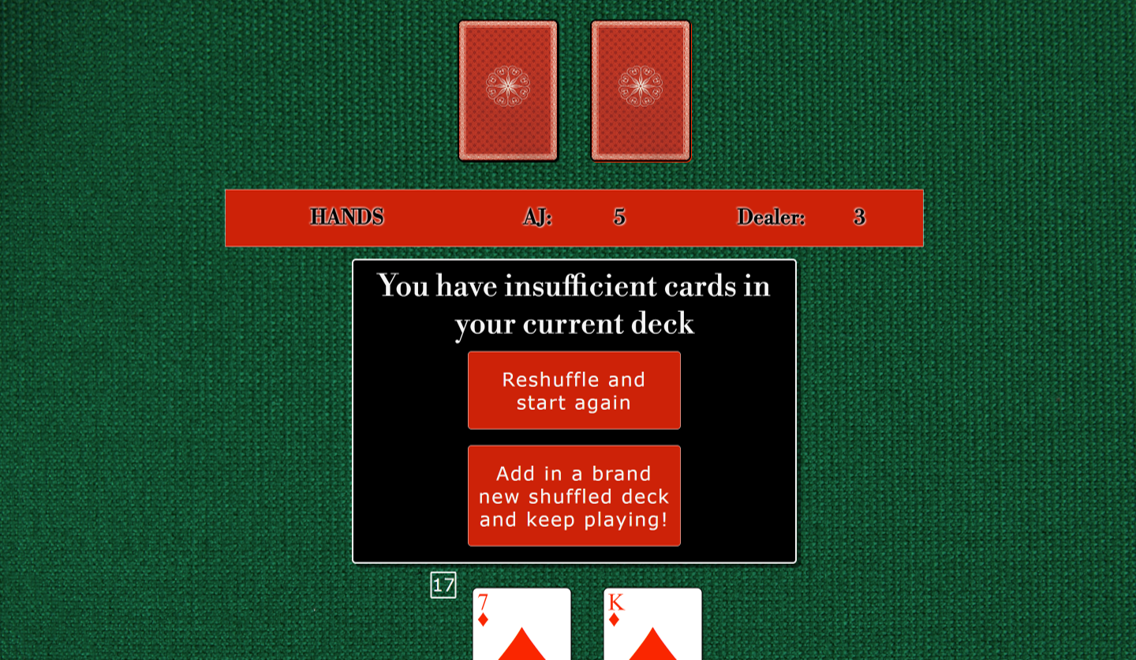 HANDS AJ: 5 Dealer: 3
You have insufficient cards in
your current deck
Reshuffle and
start again
Add in a brand
new shuffled deck
and keep playing!
17
7 K